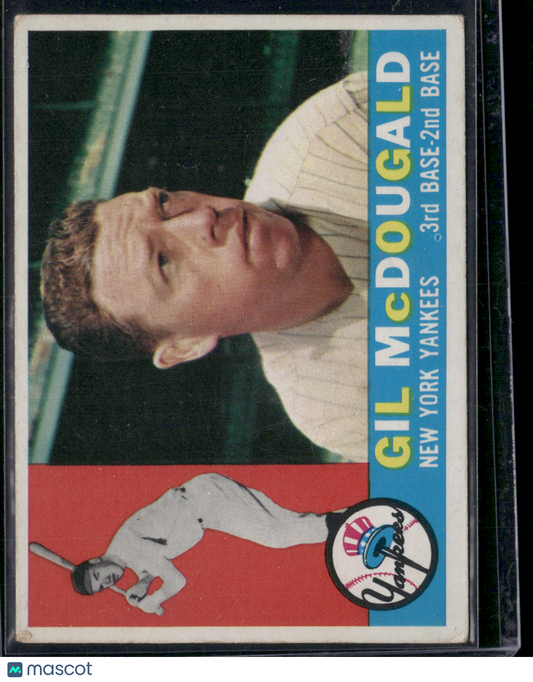 GIL McDOUGALD
NEW YORK YANKEES 3rd BASE-2nd BASE
Yankees
mascot